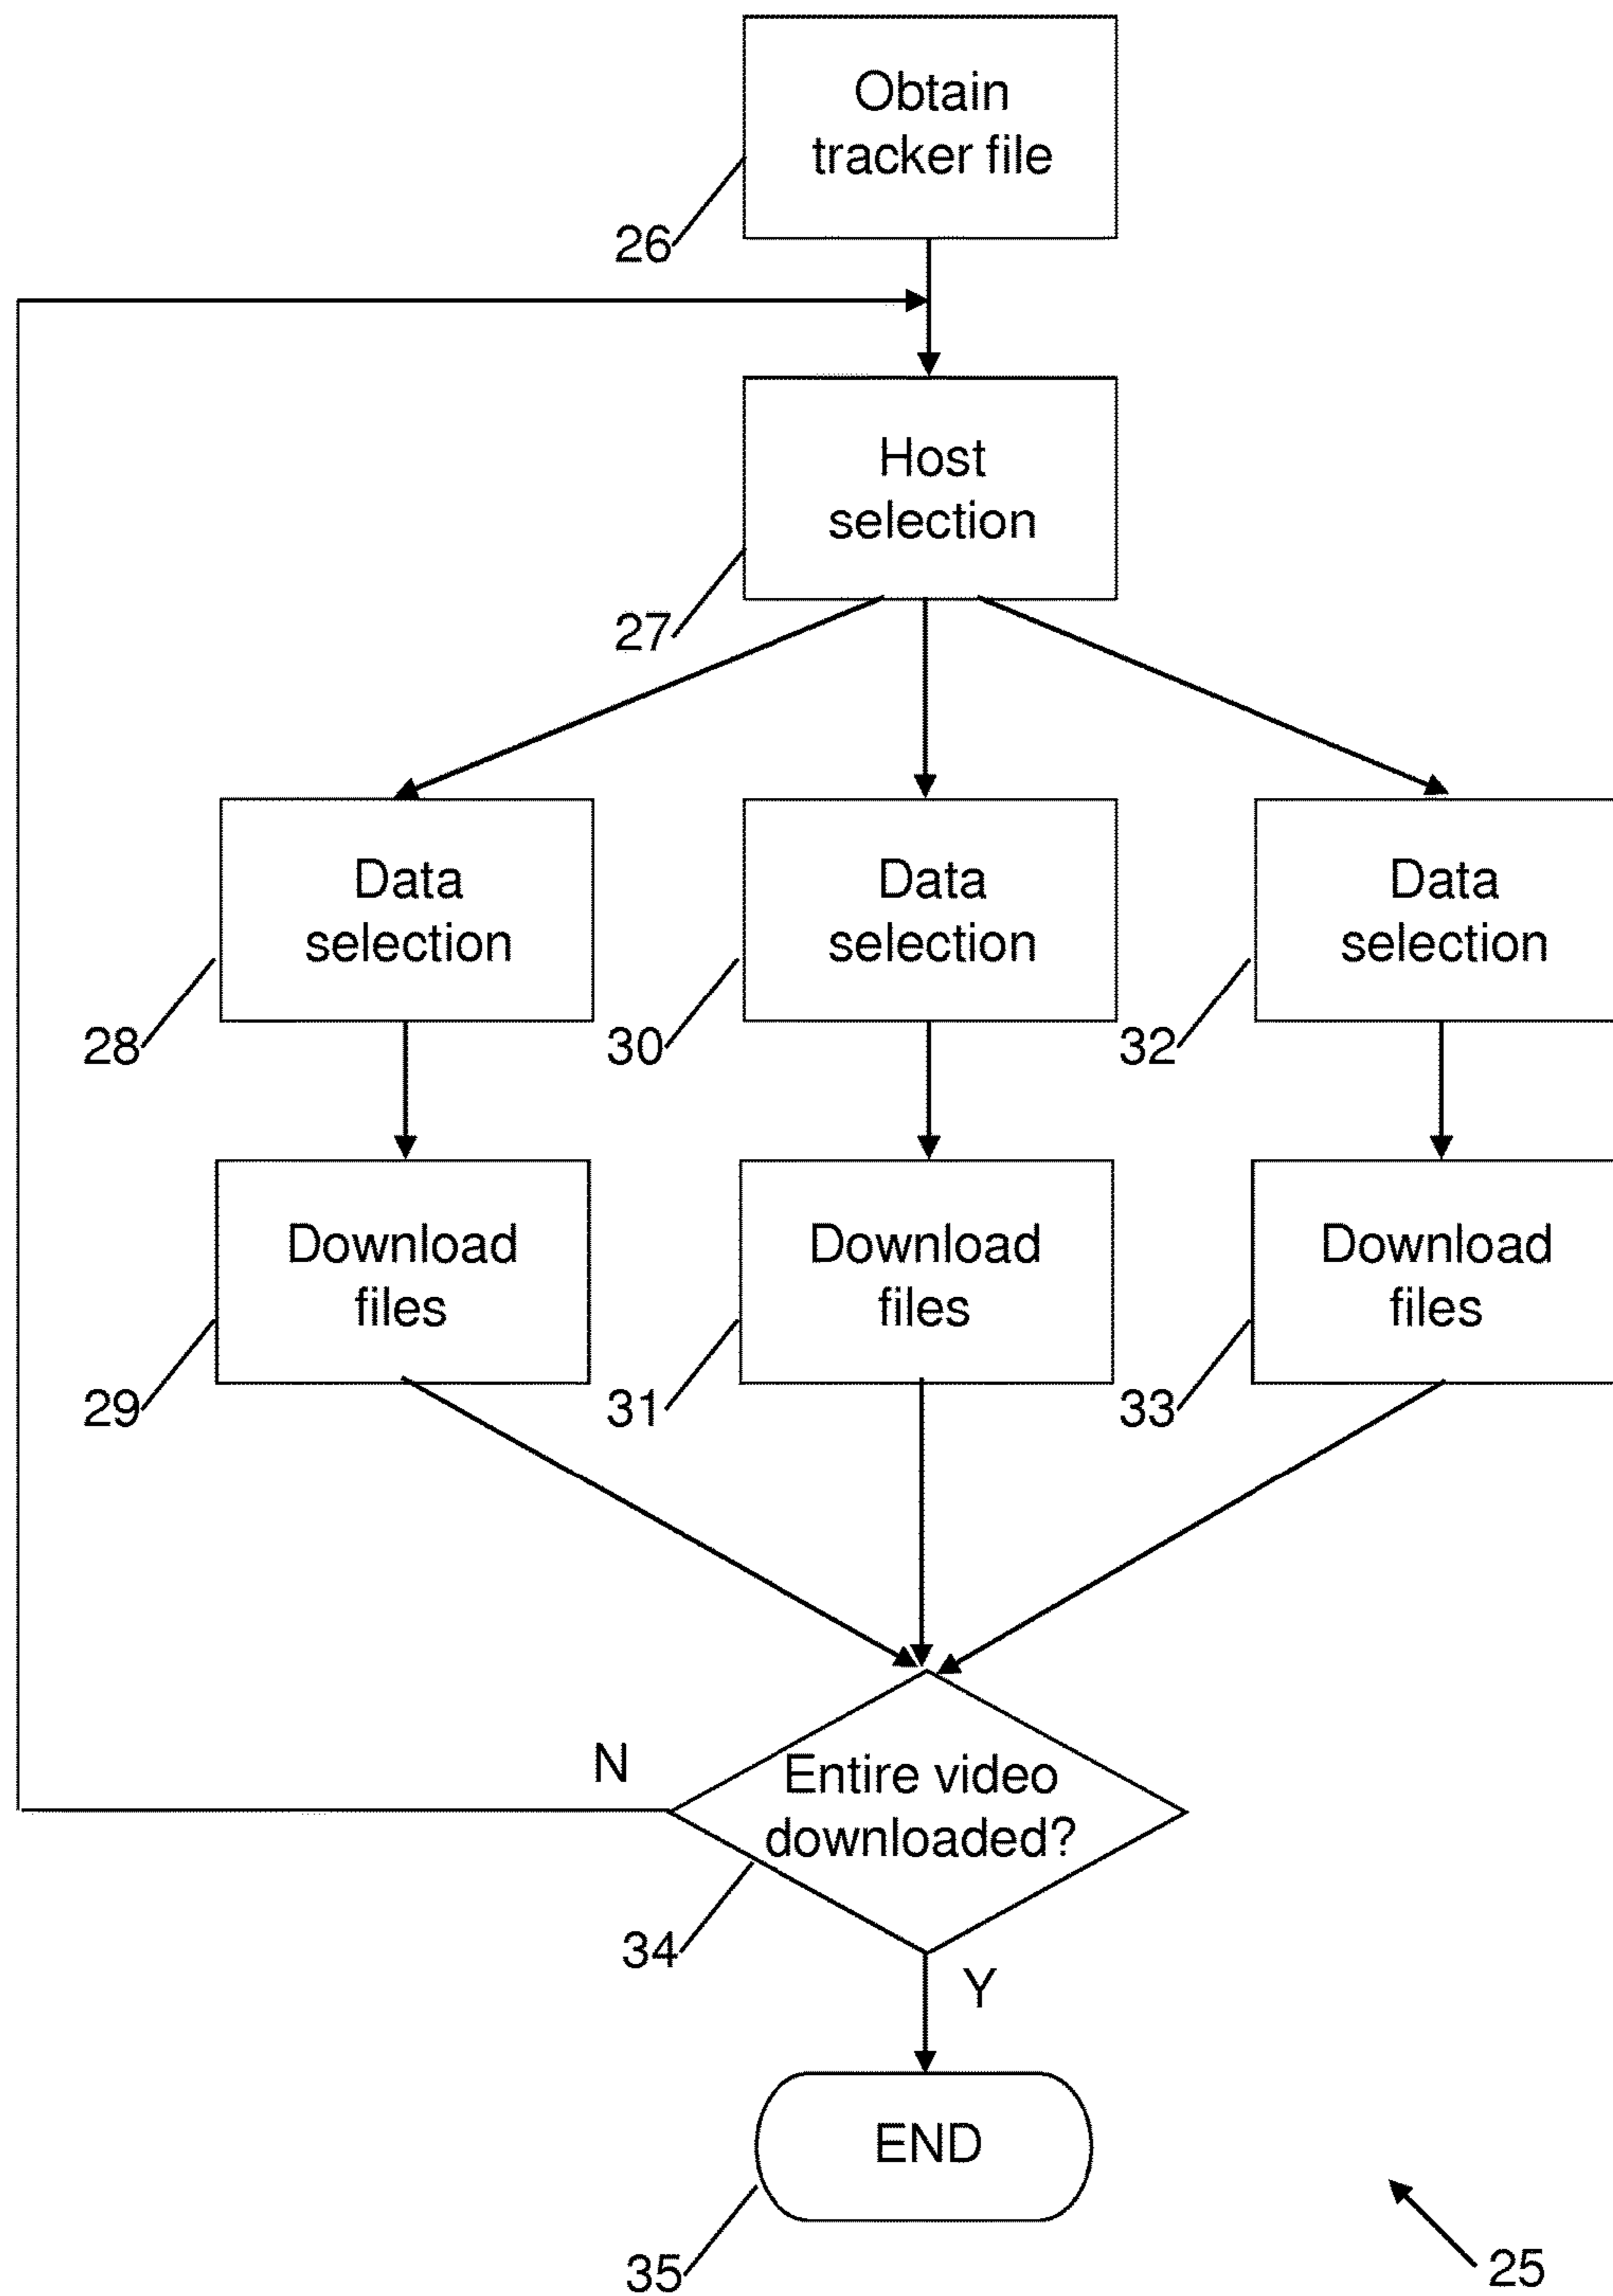 Obtain
tracker file
26
Host
selection
27
Data
selection
Data
selection
Data
selection
28
30
32
Download
files
Download
files
Download
files
29
31
33
N
Entire video
downloaded?
34
Y
END
35
25